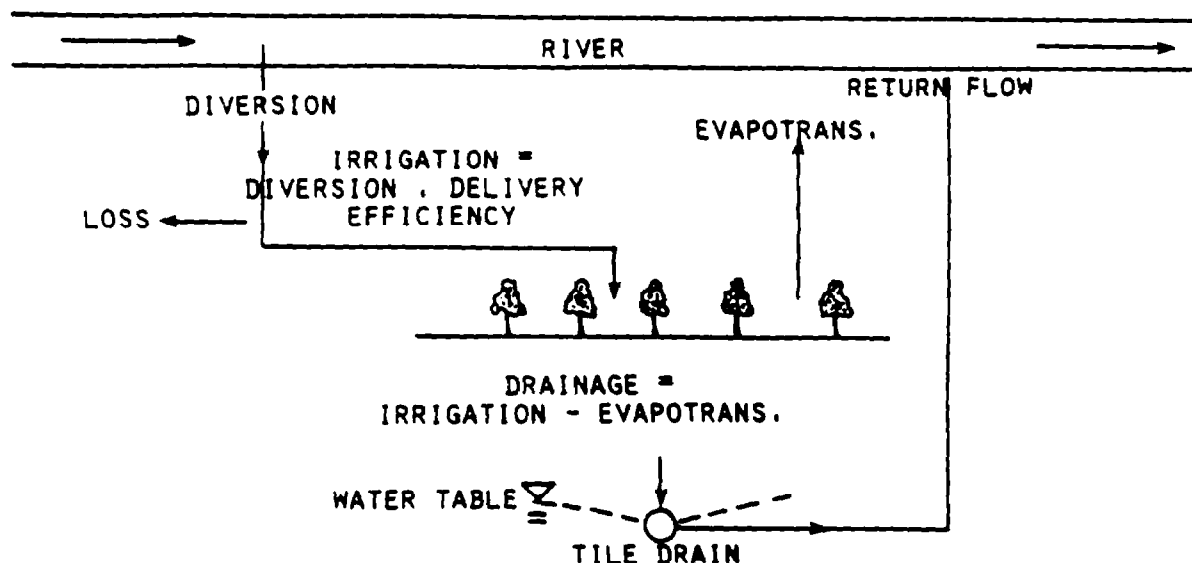 RIVER
DIVERSION
RETURN FLOW
EVAPOTRANS.
IRRIGATION =
DIVERSION . DELIVERY
EFFICIENCY
LOSS
DRAINAGE =
IRRIGATION - EVAPOTRANS.
WATER TABLE
TILE DRAIN